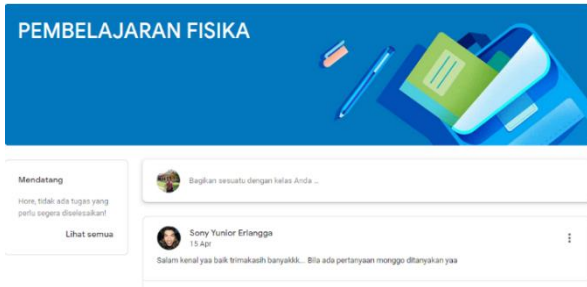 PEMBELAJARAN FISIKA
Mendatang
Hore, tidak ada tugas yang
perlu segera diselesaikan!
Lihat semua
Bagikan sesuatu dengan kelas Anda ...
Sony Yunior Erlangga
15 Apr
Salam kenal yaa baik trimakasih banyakkk... Bila ada pertanyaan monggo ditanyakan yaa